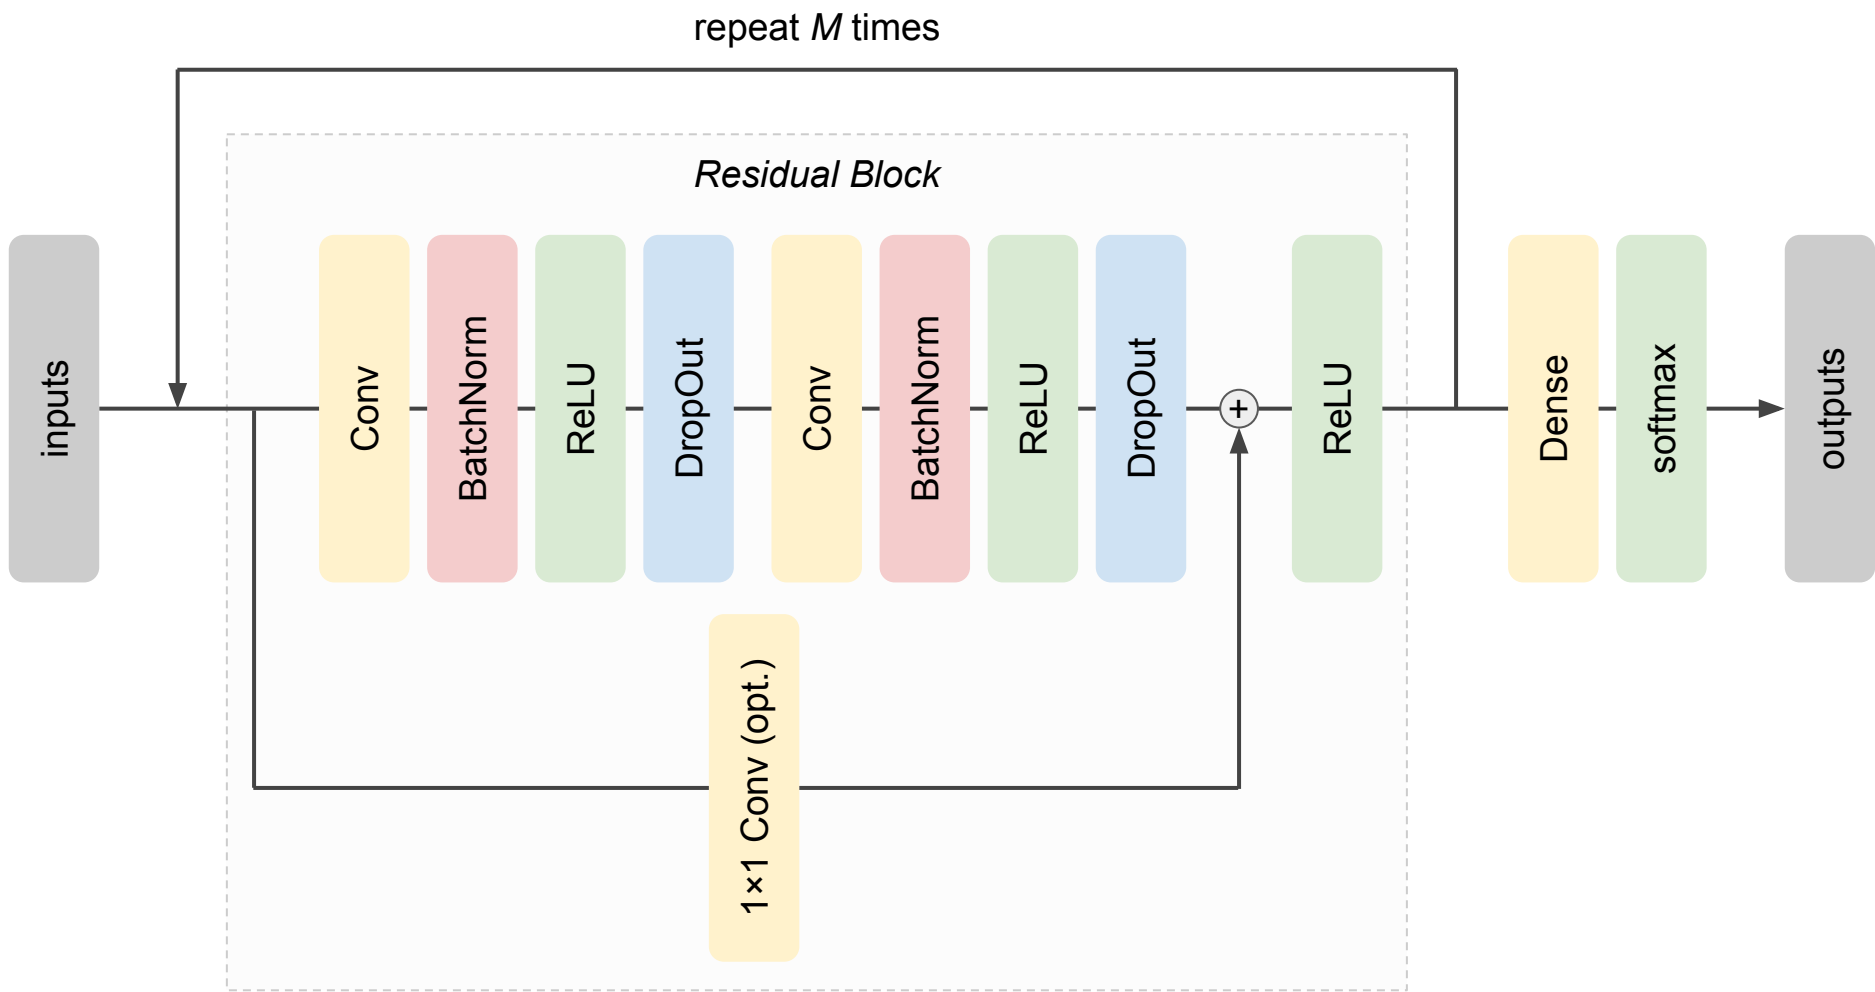 repeat M times
Residual Block
inputs
Conv
BatchNorm
ReLU
DropOut
Conv
BatchNorm
ReLU
DropOut
+
ReLU
Dense
softmax
outputs
1×1 Conv (opt.)